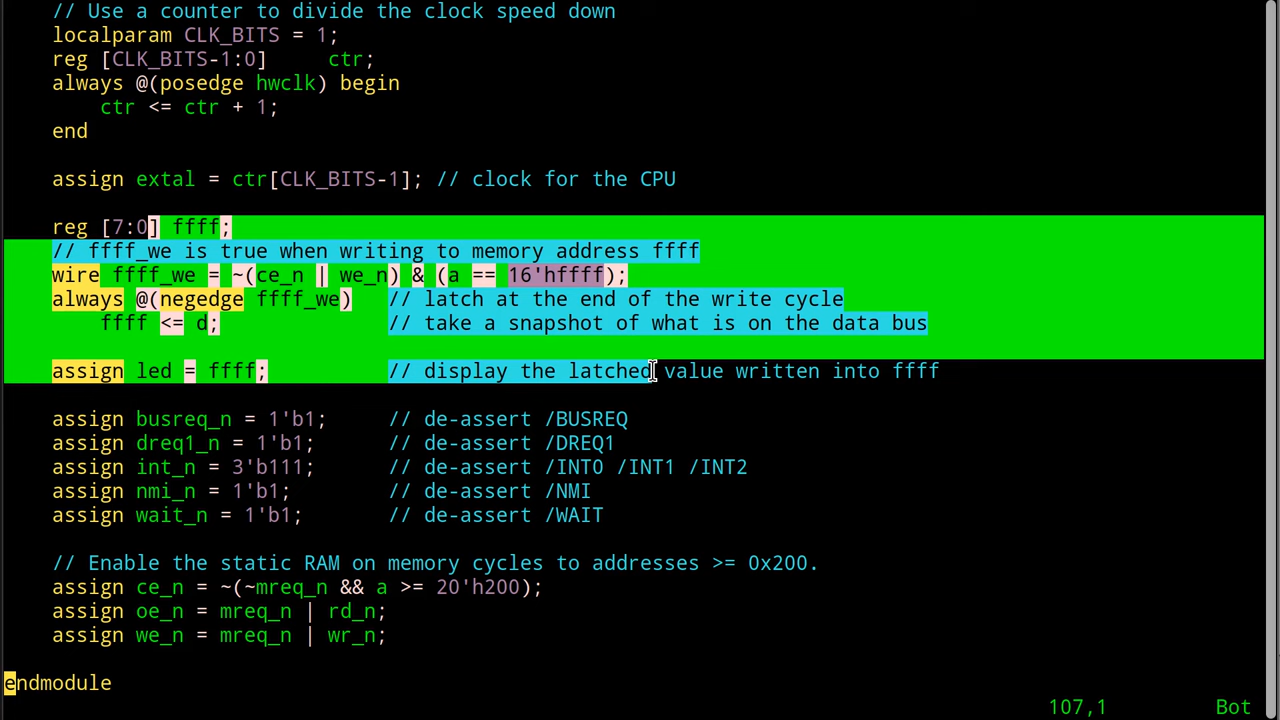 // Use a counter to divide the clock speed down
localparam CLK_BITS = 1;
reg [CLK_BITS-1:0]     ctr;
always @(posedge hwclk) begin
    ctr <= ctr + 1;
end
assign extal = ctr[CLK_BITS-1]; // clock for the CPU
reg [7:0] ffff;
// ffff_we is true when writing to memory address ffff
wire ffff_we = ~(ce_n | we_n) & (a == 16'hffff);
always @(negedge ffff_we)   // latch at the end of the write cycle
    ffff <= d;              // take a snapshot of what is on the data bus
assign led = ffff;          // display the latched value written into ffff
assign busreq_n = 1'b1;     // de-assert /BUSREQ
assign dreq1_n = 1'b1;      // de-assert /DREQ1
assign int_n = 3'b111;      // de-assert /INT0 /INT1 /INT2
assign nmi_n = 1'b1;        // de-assert /NMI
assign wait_n = 1'b1;       // de-assert /WAIT
// Enable the static RAM on memory cycles to addresses >= 0x200.
assign ce_n = ~(~mreq_n && a >= 20'h200);
assign oe_n = mreq_n | rd_n;
assign we_n = mreq_n | wr_n;
endmodule
107,1         Bot